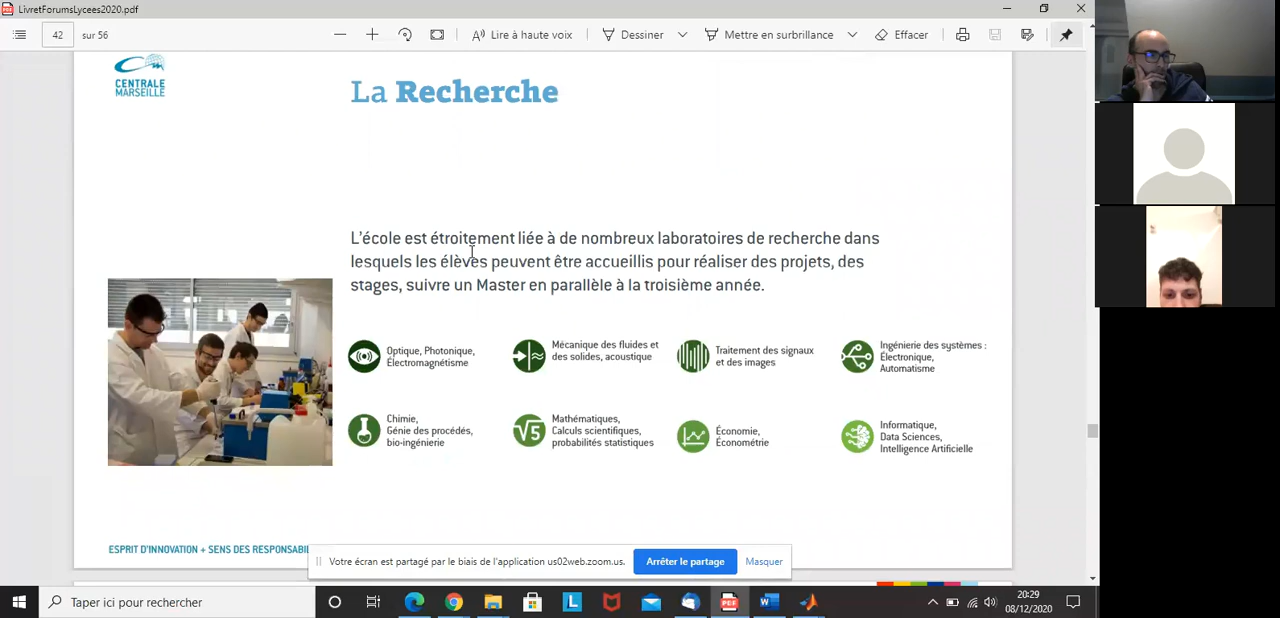 LivretForumsLycees2020.pdf
42 sur 56
Lire à haute voix
Dessiner
Mettre en surbrillance
Effacer
CENTRALE
MARSEILLE
La Recherche
L'école est étroitement liée à de nombreux laboratoires de recherche dans
lesquels les élèves peuvent être accueillis pour réaliser des projets, des
stages, suivre un Master en parallèle à la troisième année.
Optique, Photonique,
Électromagnétisme
Mécanique des fluides et
des solides, acoustique
Traitement des signaux
et des images
Ingénierie des systèmes :
Électronique,
Automatisme
Chimie,
Génie des procédés,
bio-ingénierie
√5
Mathématiques,
Calculs scientifiques,
probabilités statistiques
Économie,
Économétrie
Informatique,
Data Sciences,
Intelligence Artificielle
ESPRIT D'INNOVATION + SENS DES RESPONSABI
Votre écran est partagé par le biais de l'application us02web.zoom.us.
Arrêter le partage
Masquer
Taper ici pour rechercher
20:29
08/12/2020